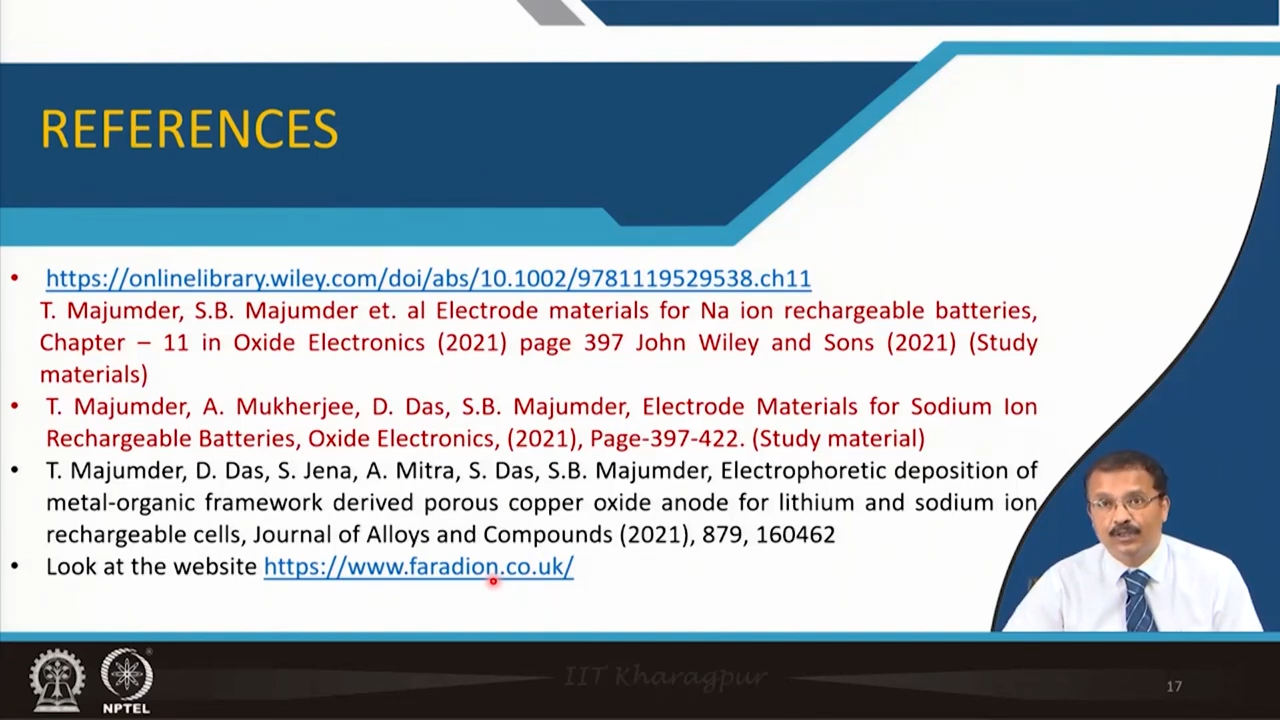 REFERENCES
• https://onlinelibrary.wiley.com/doi/abs/10.1002/9781119529538.ch11
T. Majumder, S.B. Majumder et. al Electrode materials for Na ion rechargeable batteries,
Chapter – 11 in Oxide Electronics (2021) page 397 John Wiley and Sons (2021) (Study
materials)
• T. Majumder, A. Mukherjee, D. Das, S.B. Majumder, Electrode Materials for Sodium Ion
Rechargeable Batteries, Oxide Electronics, (2021), Page-397-422. (Study material)
• T. Majumder, D. Das, S. Jena, A. Mitra, S. Das, S.B. Majumder, Electrophoretic deposition of
metal-organic framework derived porous copper oxide anode for lithium and sodium ion
rechargeable cells, Journal of Alloys and Compounds (2021), 879, 160462
• Look at the website https://www.faradion.co.uk/
IIT Kharagpur
17
NPTEL